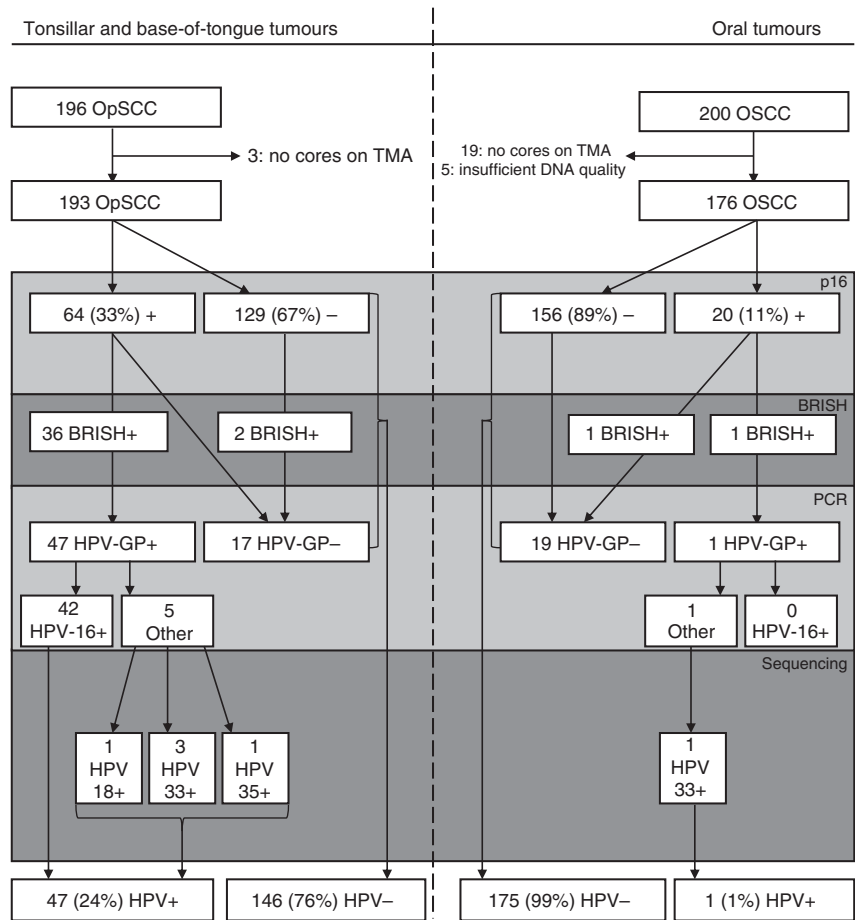 Tonsillar and base-of-tongue tumours
Oral tumours
196 OpSCC
200 OSCC
3: no cores on TMA
19: no cores on TMA
5: insufficient DNA quality
193 OpSCC
176 OSCC
p16
64 (33%) +
129 (67%) –
156 (89%) –
20 (11%) +
BRISH
36 BRISH+
2 BRISH+
1 BRISH+
1 BRISH+
PCR
47 HPV-GP+
17 HPV-GP–
19 HPV-GP–
1 HPV-GP+
42
HPV-16+
5
Other
1
Other
0
HPV-16+
Sequencing
1
HPV
18+
3
HPV
33+
1
HPV
35+
1
HPV
33+
47 (24%) HPV+
146 (76%) HPV–
175 (99%) HPV–
1 (1%) HPV+